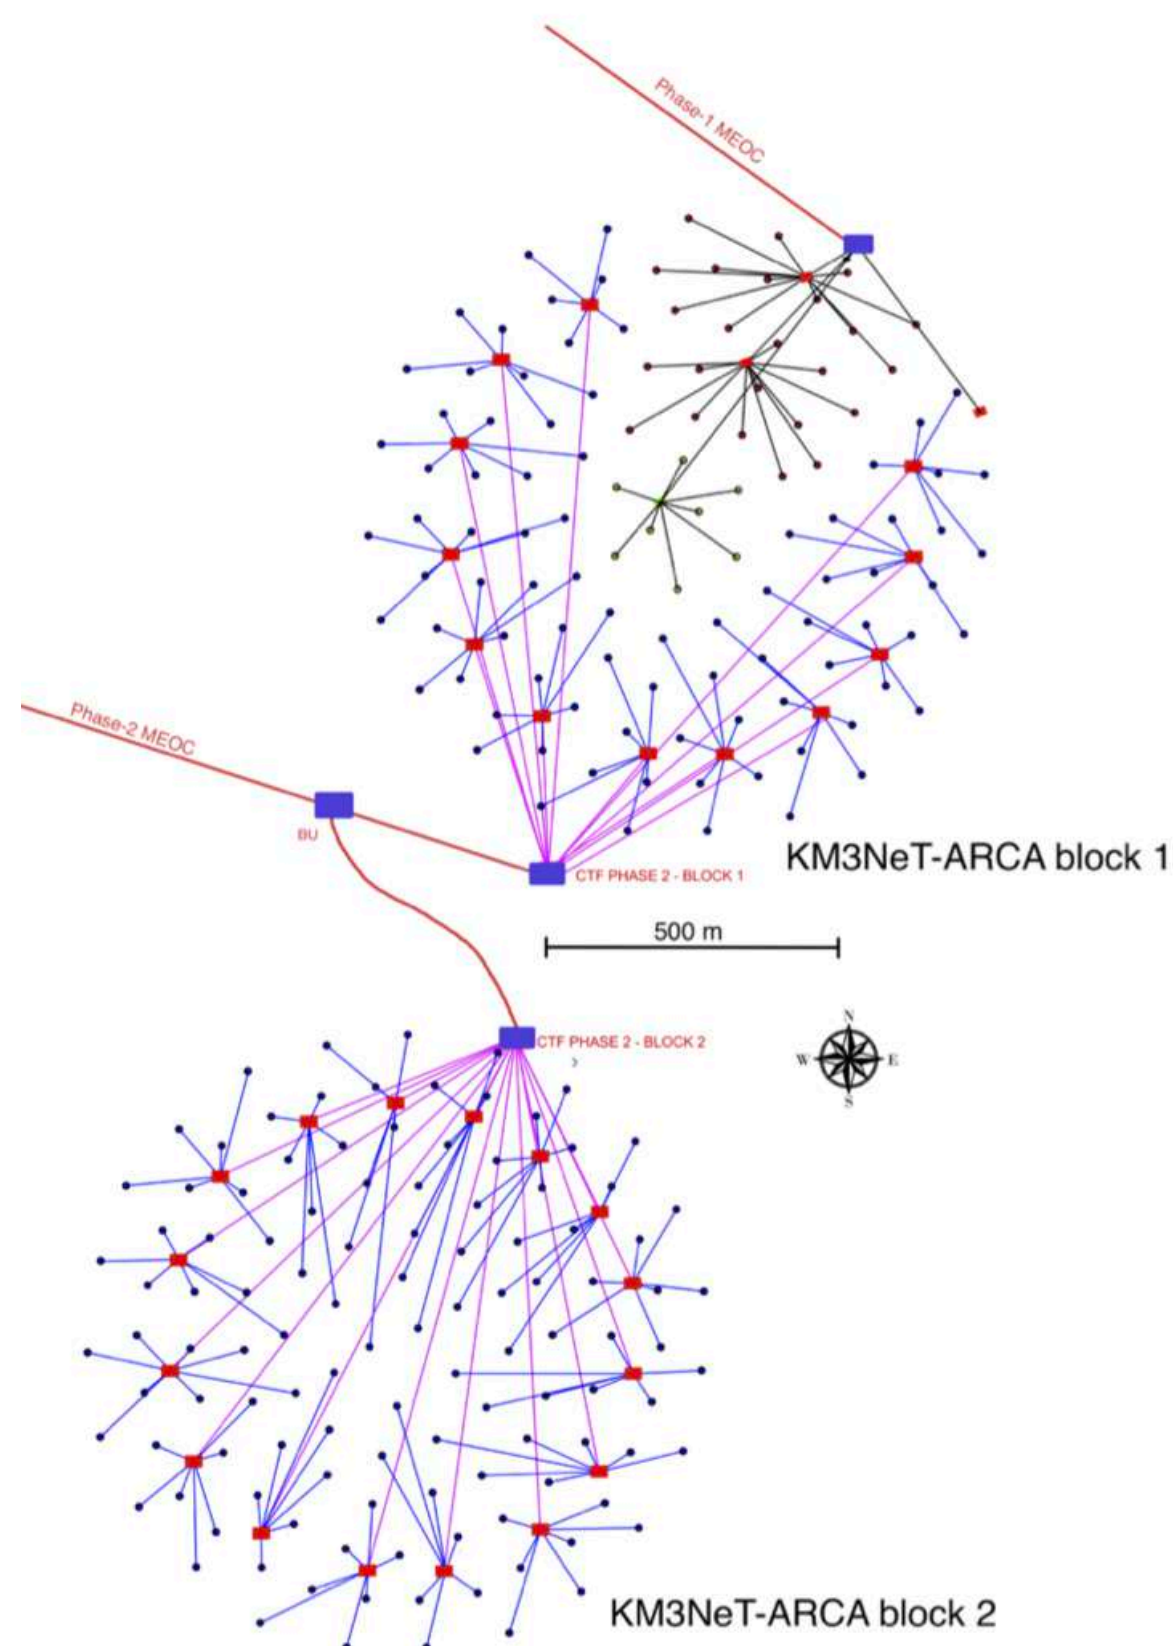 Phase-1 MEOC
Phase-2 MEOC
BU
CTF PHASE 2 - BLOCK 1
KM3NeT-ARCA block 1
500 m
CTF PHASE 2 - BLOCK 2
N
W
E
S
KM3NeT-ARCA block 2